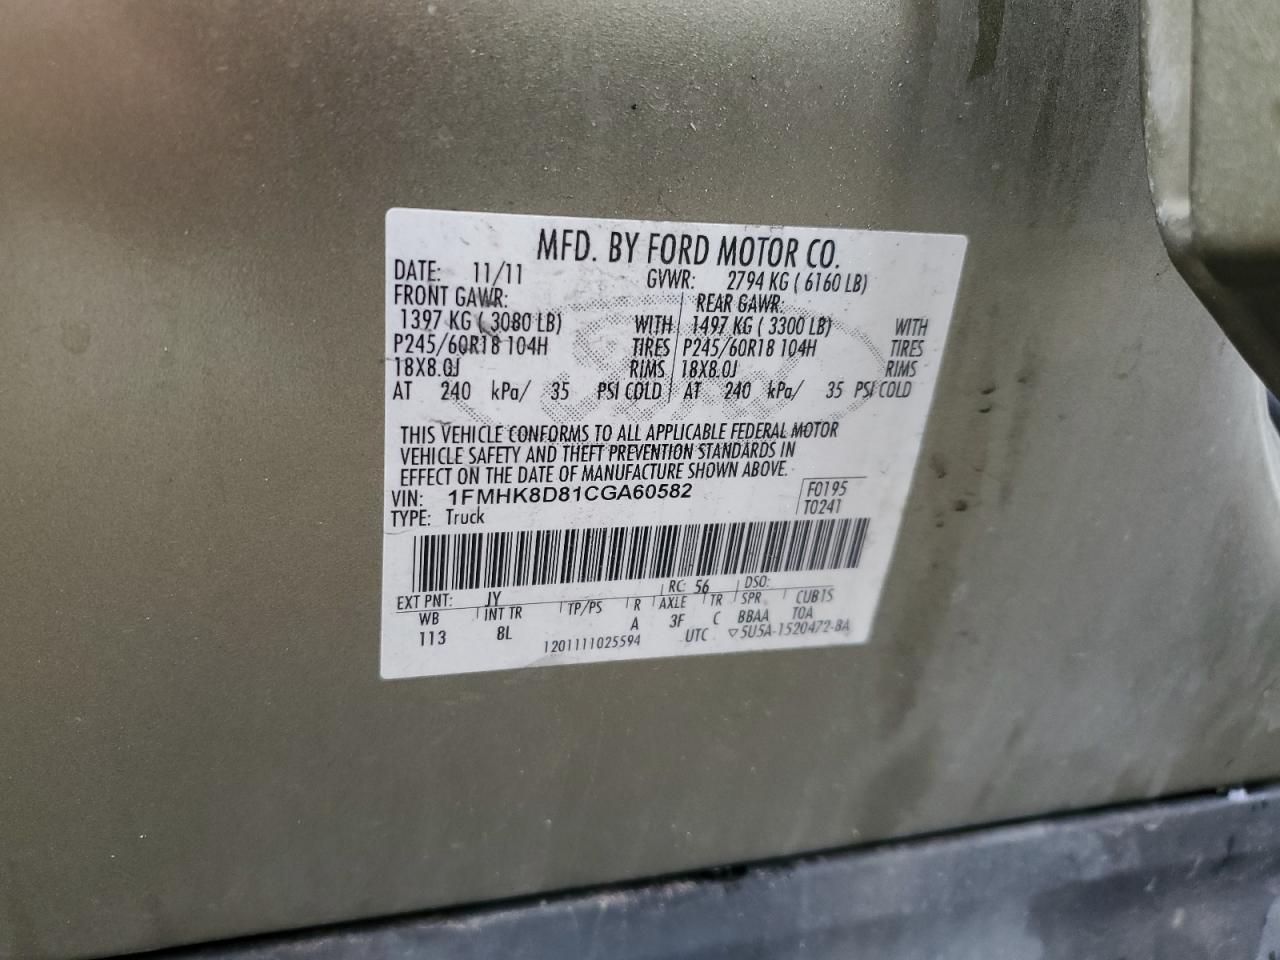 MFD. BY FORD MOTOR CO.
DATE: 11/11 GVWR: 2794 KG ( 6160 LB)
FRONT GAWR: REAR GAWR:
1397 KG ( 3080 LB) WITH 1497 KG ( 3300 LB) WITH
P245/60R18 104H TIRES P245/60R18 104H TIRES
18X8.0J RIMS 18X8.0J RIMS
AT 240 kPa/ 35 PSI COLD AT 240 kPa/ 35 PSI COLD
THIS VEHICLE CONFORMS TO ALL APPLICABLE FEDERAL MOTOR
VEHICLE SAFETY AND THEFT PREVENTION STANDARDS IN
EFFECT ON THE DATE OF MANUFACTURE SHOWN ABOVE.
VIN: 1FMHK8D81CGA60582 F0195
TYPE: Truck T0241
EXT PNT: JY RC: 56 DSO:
WB INT TR TP/PS R AXLE TR SPR CUBIS
113 8L A 3F C BBAA TOA
1201111025594 UTC ▽5U5A-1520472-BA